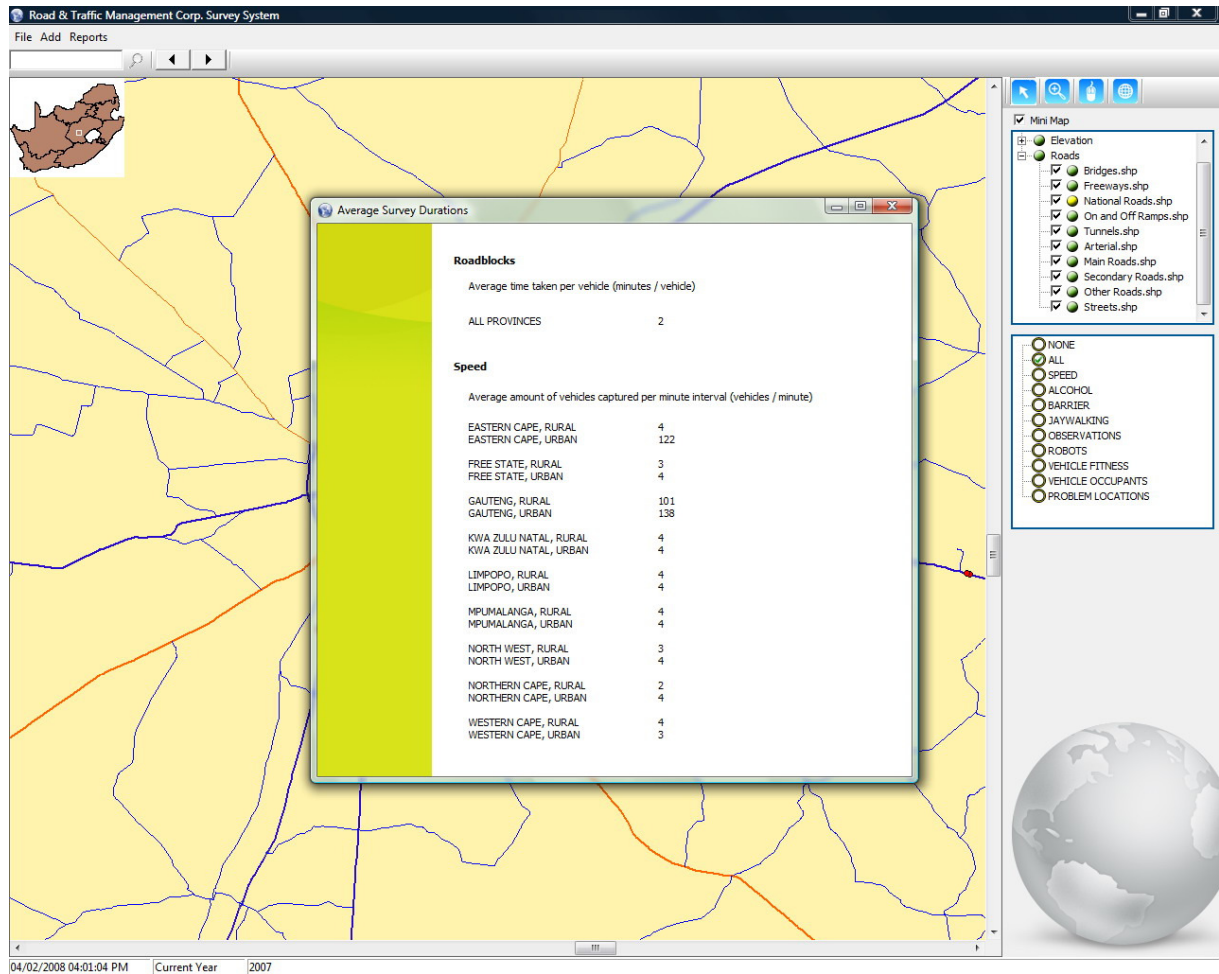 Road & Traffic Management Corp. Survey System
File Add Reports
Mini Map
Elevation
Roads
Bridges.shp
Freeways.shp
National Roads.shp
On and Off Ramps.shp
Tunnels.shp
Arterial.shp
Main Roads.shp
Secondary Roads.shp
Other Roads.shp
Streets.shp
NONE
ALL
SPEED
ALCOHOL
BARRIER
JAYWALKING
OBSERVATIONS
ROBOTS
VEHICLE FITNESS
VEHICLE OCCUPANTS
PROBLEM LOCATIONS
Average Survey Durations
Roadblocks
Average time taken per vehicle (minutes / vehicle)
ALL PROVINCES 2
Speed
Average amount of vehicles captured per minute interval (vehicles / minute)
EASTERN CAPE, RURAL 4
EASTERN CAPE, URBAN 122
FREE STATE, RURAL 3
FREE STATE, URBAN 4
GAUTENG, RURAL 101
GAUTENG, URBAN 138
KWA ZULU NATAL, RURAL 4
KWA ZULU NATAL, URBAN 4
LIMPOPO, RURAL 4
LIMPOPO, URBAN 4
MPUMALANGA, RURAL 4
MPUMALANGA, URBAN 4
NORTH WEST, RURAL 3
NORTH WEST, URBAN 4
NORTHERN CAPE, RURAL 2
NORTHERN CAPE, URBAN 4
WESTERN CAPE, RURAL 4
WESTERN CAPE, URBAN 3
04/02/2008 04:01:04 PM Current Year 2007